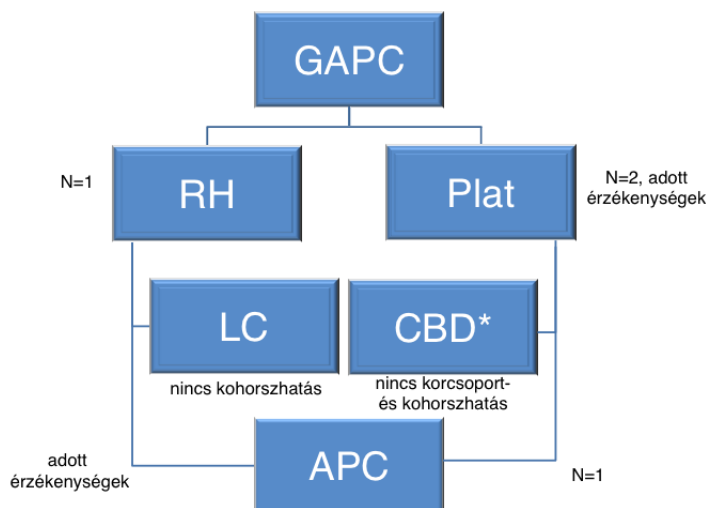 GAPC
N=1
RH
Plat
N=2, adott
érzékenységek
LC
nincs kohorszhatás
CBD*
nincs korcsoport-
és kohorszhatás
adott
érzékenységek
APC
N=1